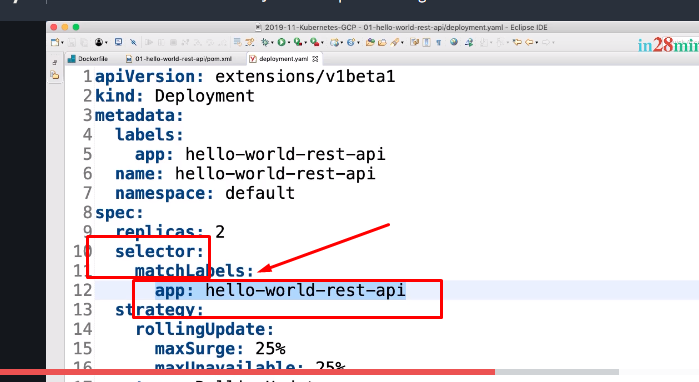 2019-11-Kubernetes-GCP - 01-hello-world-rest-api/deployment.yaml - Eclipse IDE
in28min
Dockerfile
01-hello-world-rest-api/pom.xml
deployment.yaml
1 apiVersion: extensions/v1beta1
2 kind: Deployment
3 metadata:
4 labels:
5 app: hello-world-rest-api
6 name: hello-world-rest-api
7 namespace: default
8 spec:
9 replicas: 2
10 selector:
11 matchLabels:
12 app: hello-world-rest-api
13 strategy:
14 rollingUpdate:
15 maxSurge: 25%
16 maxUnavailable: 25%